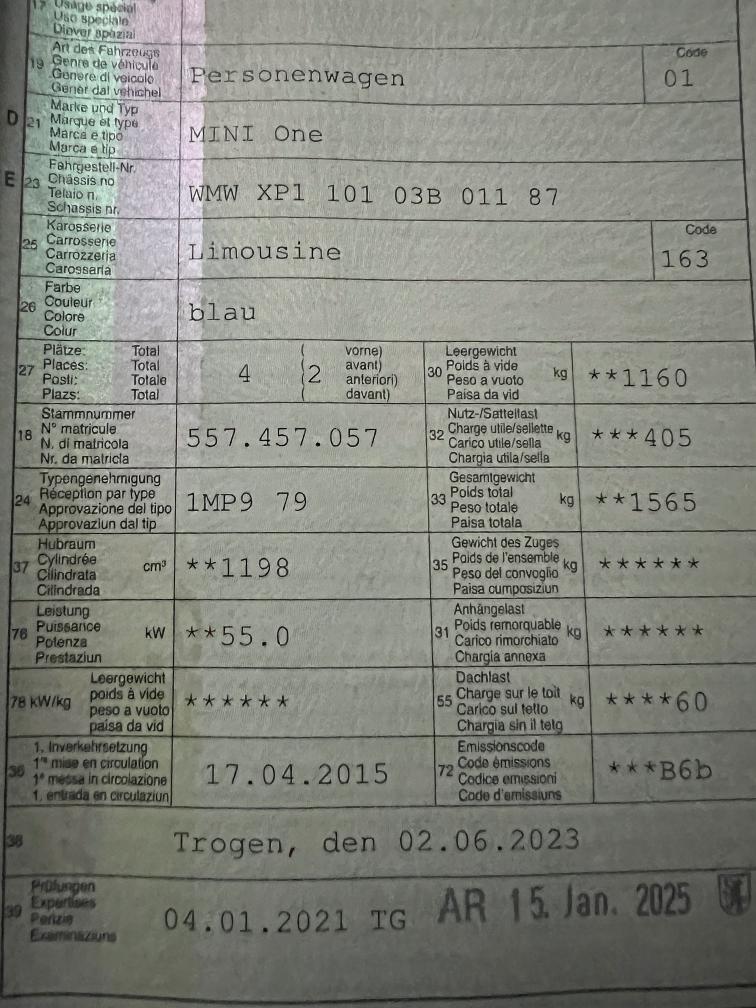 17 Usage spécial
Uso speciale
Diever spezial
19 Art des Fahrzeugs
Genre de véhicule
Genere di veicolo
Gener dal vehichel
Personenwagen
Code
01
D 21 Marke und Typ
Marque et type
Marca e tipo
Marca e tip
MINI One
E 23 Fahrgestell-Nr.
Châssis no
Telaio n.
Schassis nr.
WMW XP1 101 03B 011 87
25 Karosserie
Carrosserie
Carrozzeria
Carossaria
Limousine
Code
163
26 Farbe
Couleur
Colore
Colur
blau
27 Plätze: Total
Places: Total
Posti: Totale
Plazs: Total
4
( 2 vorne)
avant)
anteriori)
davant)
30 Leergewicht
Poids à vide kg
Peso a vuoto
Paisa da vid
**1160
18 Stammnummer
N° matricule
N. di matricola
Nr. da matricla
557.457.057
32 Nutz-/Sattellast
Charge utile/sellette kg
Carico utile/sella
Chargia utila/sella
***405
24 Typengenehmigung
Réception par type
Approvazione del tipo
Approvaziun dal tip
1MP9 79
33 Gesamtgewicht
Poids total kg
Peso totale
Paisa totala
**1565
37 Hubraum
Cylindrée cm³
Cilindrata
Cilindrada
**1198
35 Gewicht des Zuges
Poids de l'ensemble kg
Peso del convoglio
Paisa cumposiziun
******
76 Leistung
Puissance kW
Potenza
Prestaziun
**55.0
31 Anhängelast
Poids remorquable kg
Carico rimorchiato
Chargia annexa
******
78 kW/kg Leergewicht
poids à vide
peso a vuoto
paisa da vid
******
55 Dachlast
Charge sur le toit kg
Carico sul tetto
Chargia sin il tetg
****60
36 1. Inverkehrsetzung
1re mise en circulation
1a messa in circolazione
1. entrada en circulaziun
17.04.2015
72 Emissionscode
Code émissions
Codice emissioni
Code d'emissiuns
***B6b
38 Trogen, den 02.06.2023
39 Prüfungen
Expertises
Perizie
Examinaziuns
04.01.2021 TG
AR 15. Jan. 2025